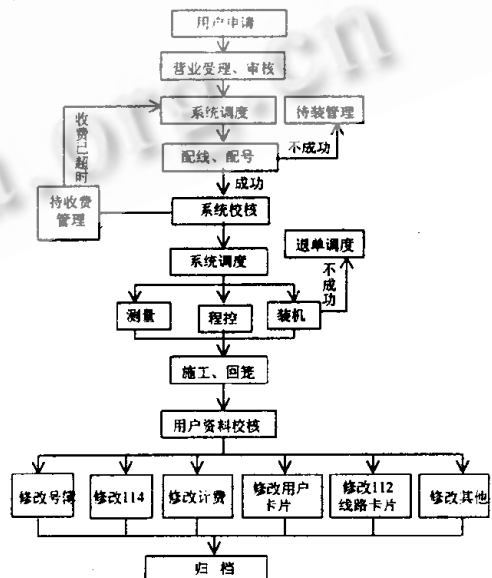 用户申请
营业受理、审核
系统调度
待装管理
收费已超时
配线、配号
不成功
成功
待收费
管理
系统校核
系统调度
退单调度
不成功
测量
程控
装机
施工、回笼
用户资料校核
修改号簿
修改114
修改计费
修改用户
卡片
修改112
线路卡片
修改其他
归 档